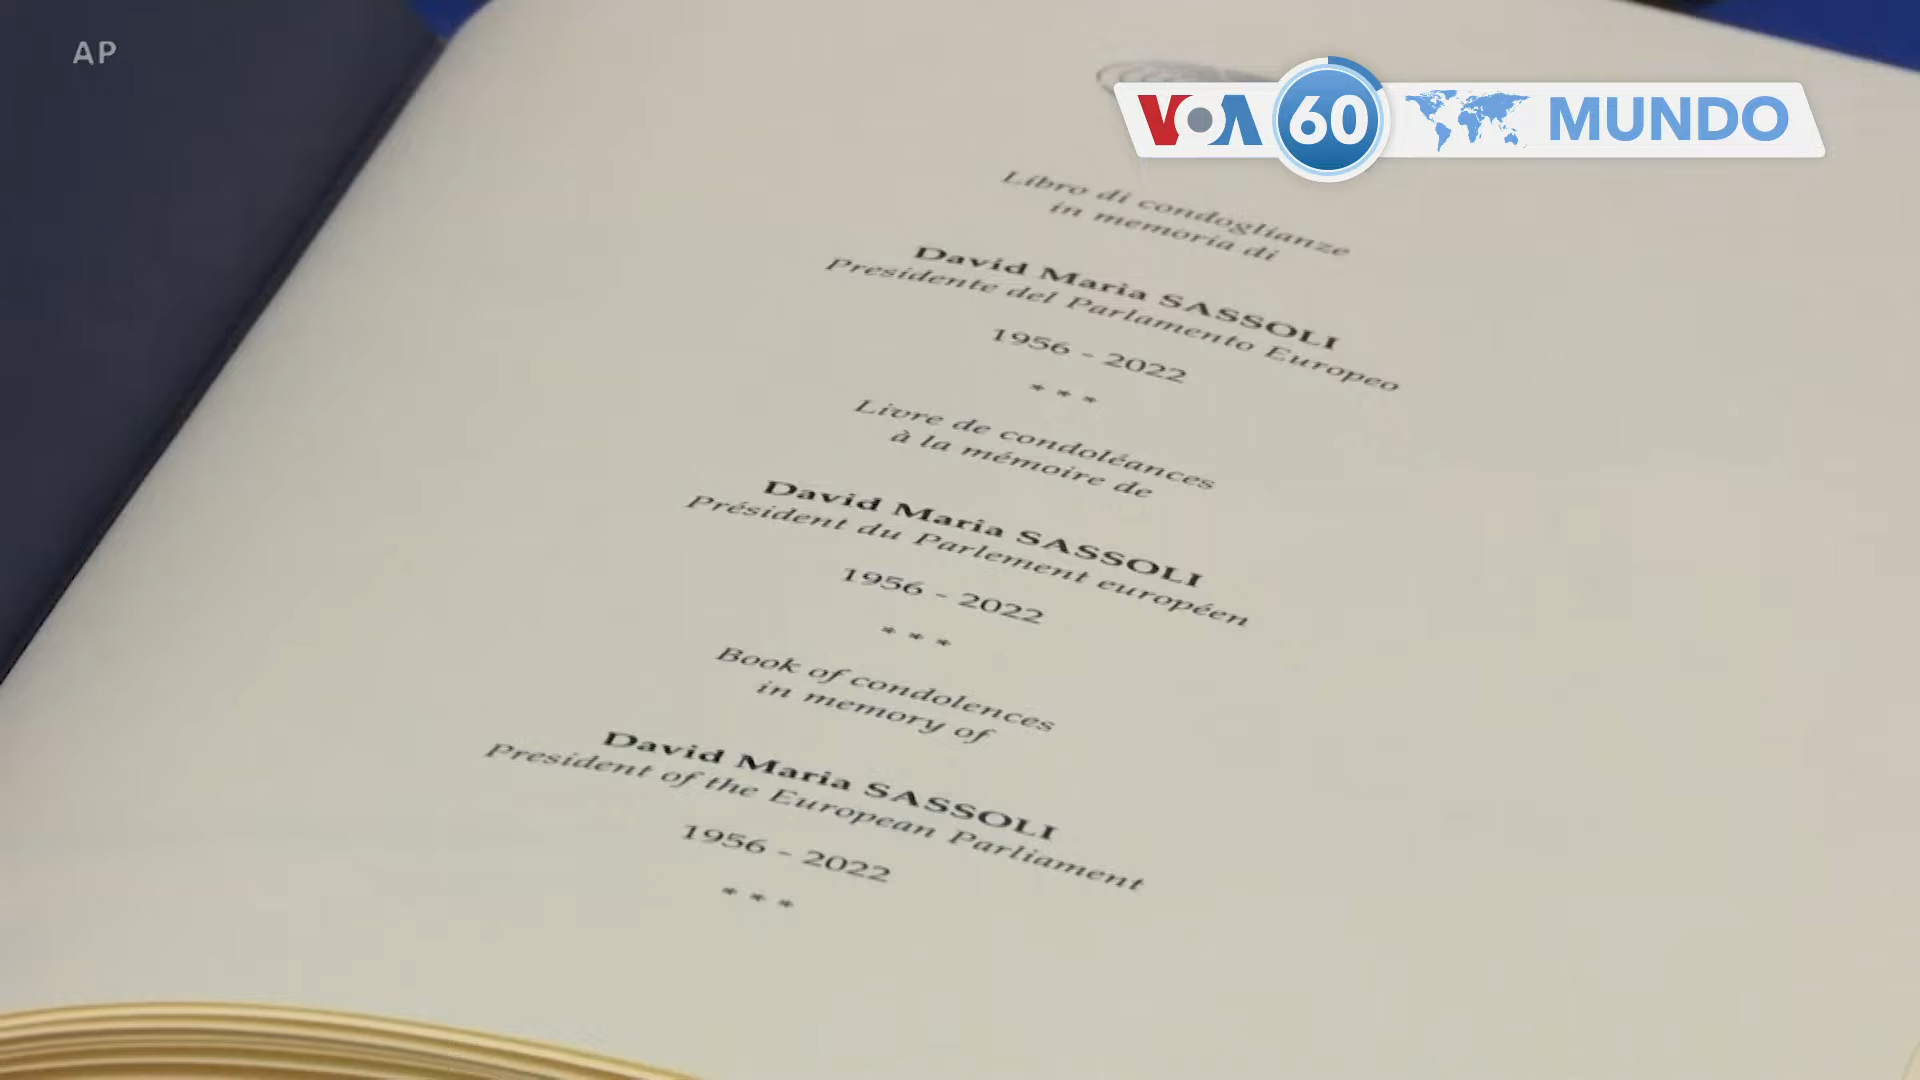 AP
VOA 60 MUNDO
Libro di condoglianze
in memoria di
David Maria SASSOLI
Presidente del Parlamento Europeo
1956 - 2022
* * *
Livre de condoléances
à la mémoire de
David Maria SASSOLI
Président du Parlement européen
1956 - 2022
* * *
Book of condolences
in memory of
David Maria SASSOLI
President of the European Parliament
1956 - 2022
* * *